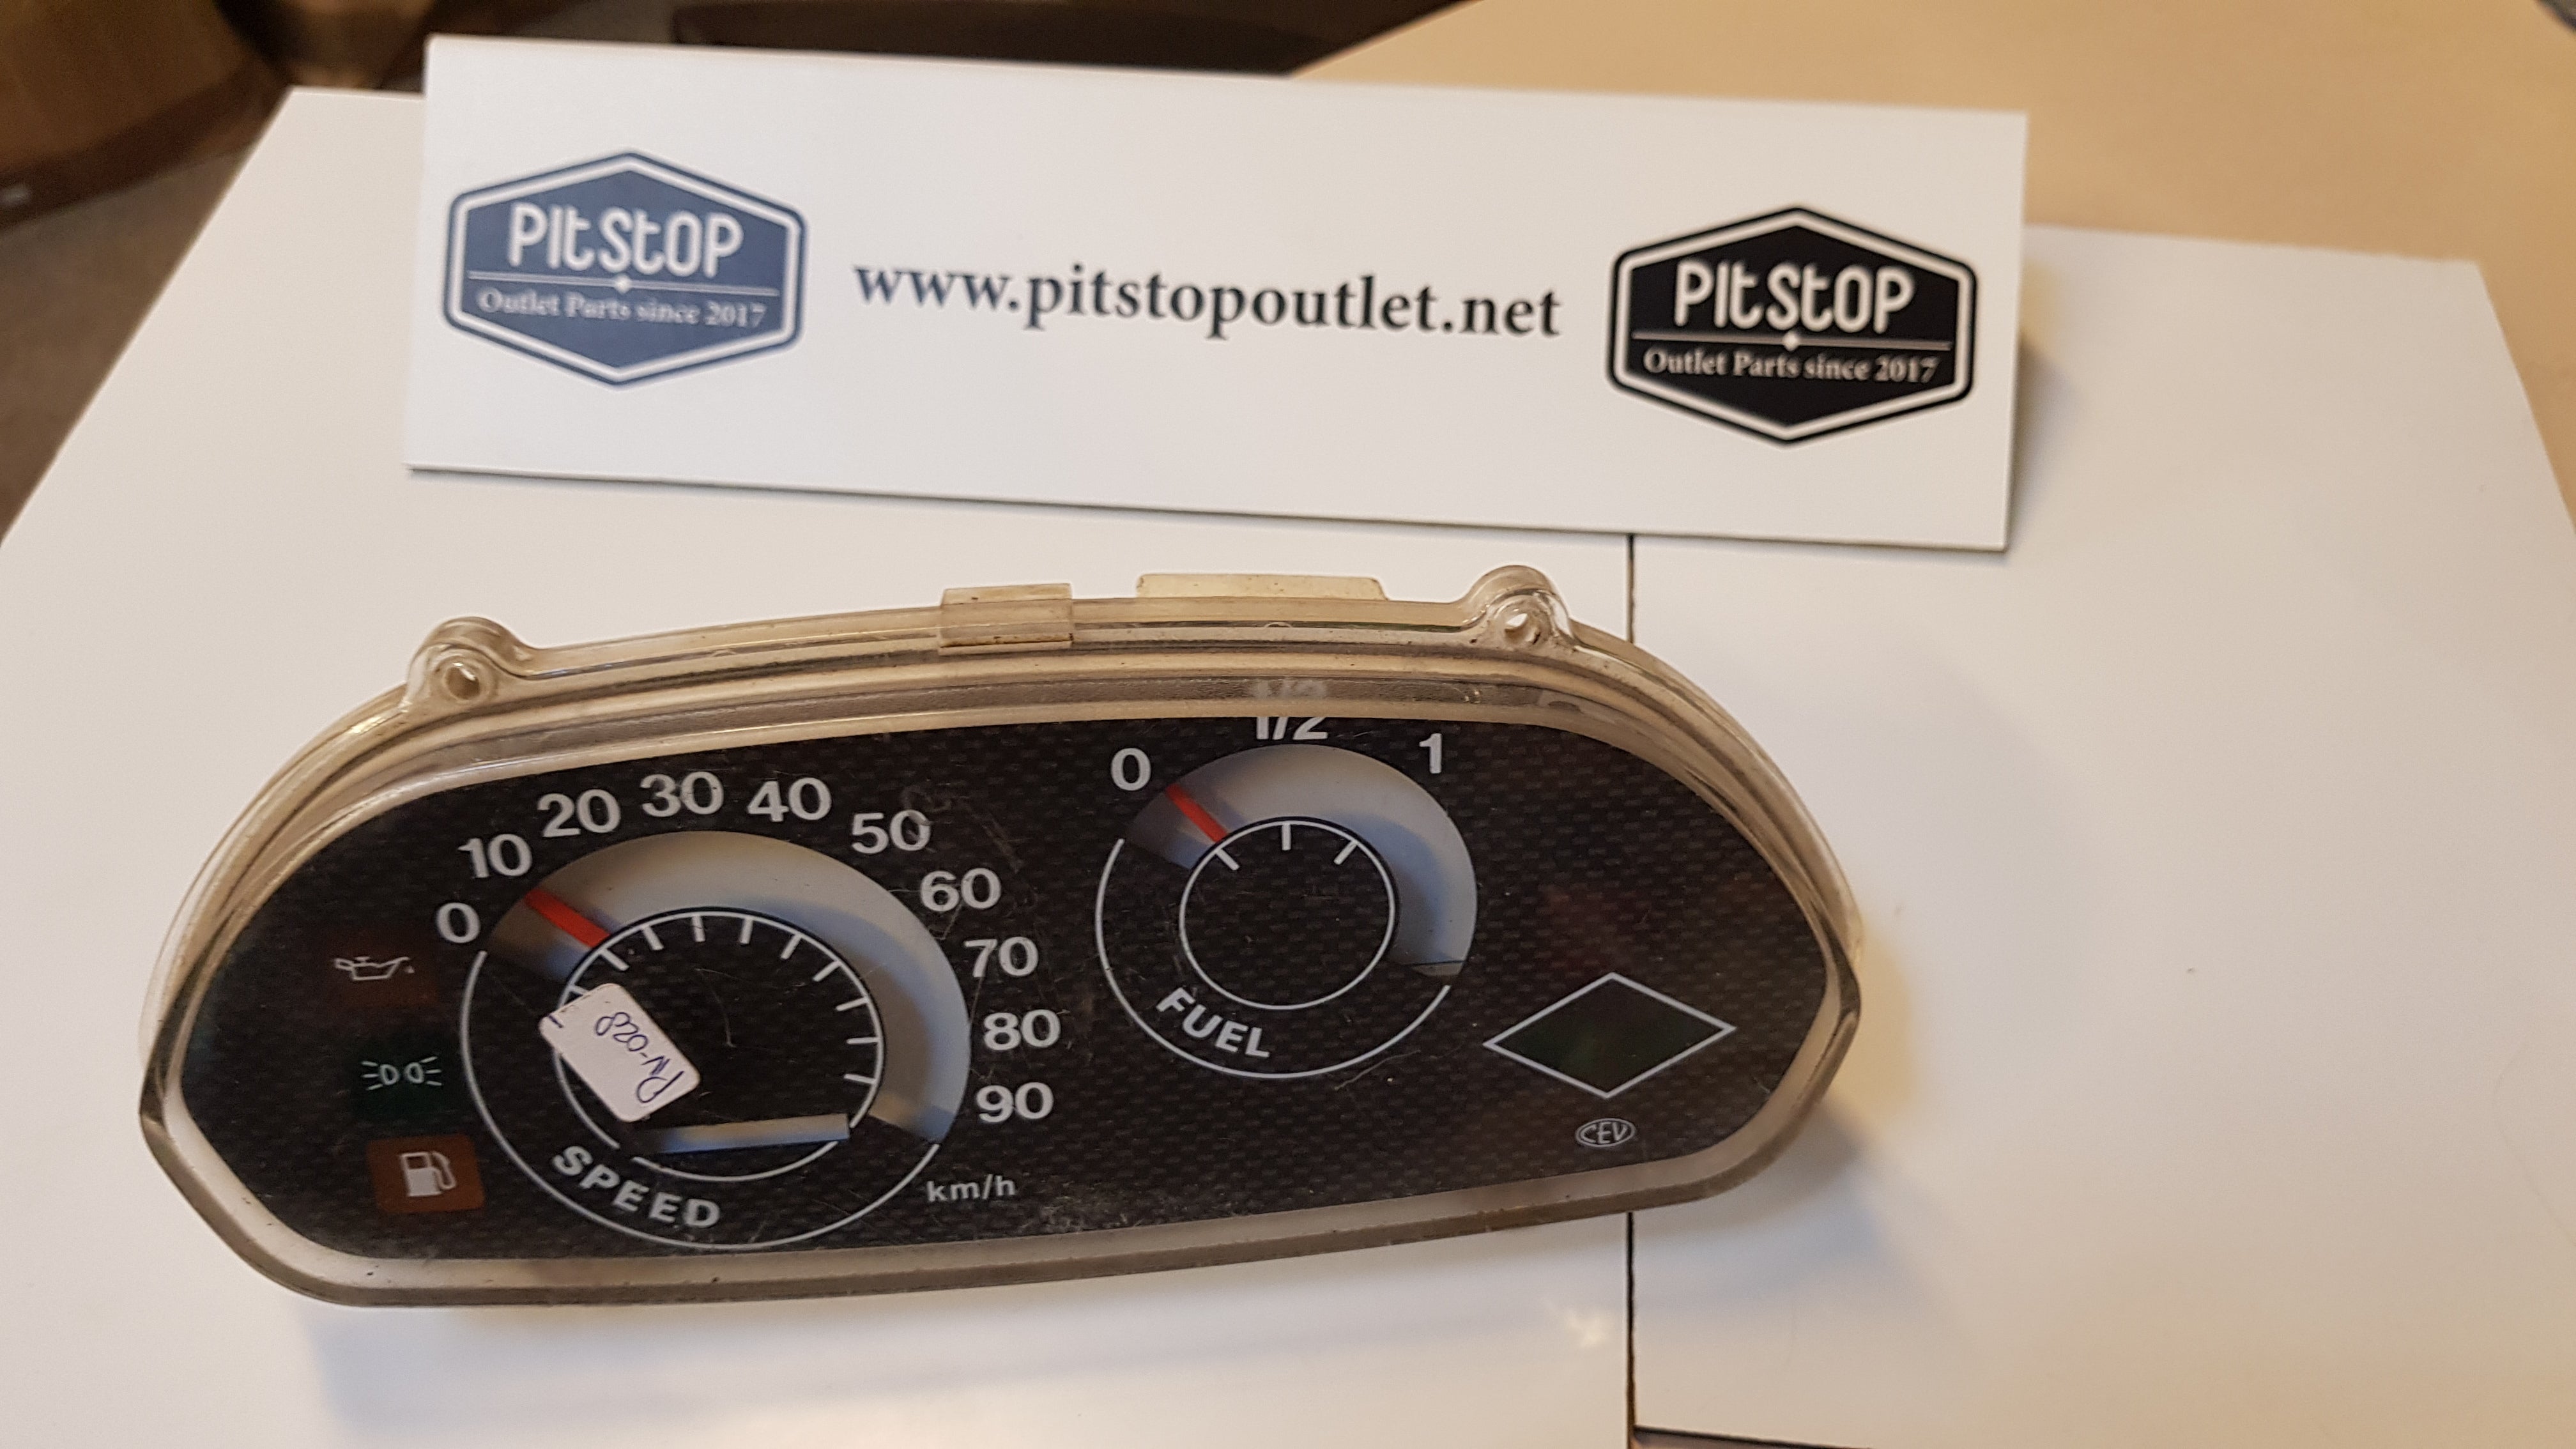 PitStOP
Outlet Parts since 2017
www.pitstopoutlet.net
PitStOP
Outlet Parts since 2017
0 10 20 30 40 50 60 70 80 90
km/h
SPEED
0 1/2 1
FUEL
CEV